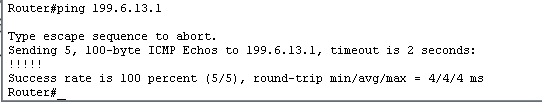 Router#ping 199.6.13.1
Type escape sequence to abort.
Sending 5, 100-byte ICMP Echos to 199.6.13.1, timeout is 2 seconds:
!!!!!
Success rate is 100 percent (5/5), round-trip min/avg/max = 4/4/4 ms
Router#_